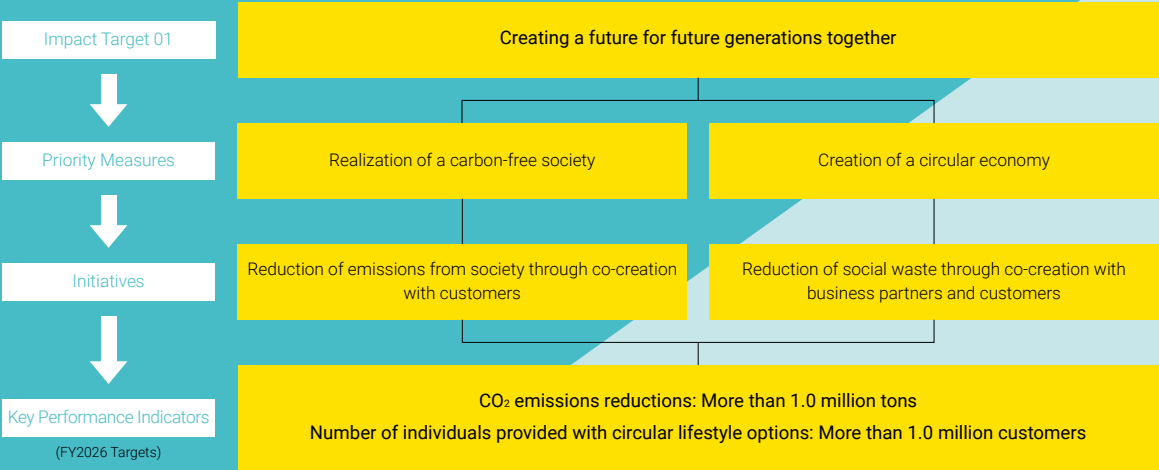 Impact Target 01
Creating a future for future generations together
Priority Measures
Realization of a carbon-free society
Creation of a circular economy
Initiatives
Reduction of emissions from society through co-creation
with customers
Reduction of social waste through co-creation with
business partners and customers
Key Performance Indicators
(FY2026 Targets)
CO₂ emissions reductions: More than 1.0 million tons
Number of individuals provided with circular lifestyle options: More than 1.0 million customers